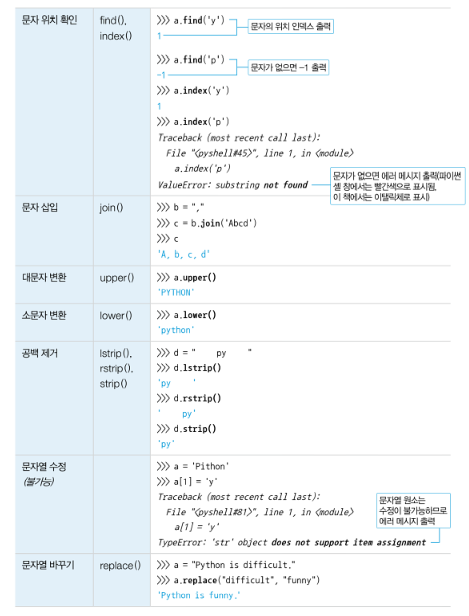 문자 위치 확인
find(),
index()
>>> a.find('y')
문자의 위치 인덱스 출력
1
>>> a.find('p')
문자가 없으면 -1 출력
-1
>>> a.index('y')
1
>>> a.index('p')
Traceback (most recent call last):
File "<pyshell#45>", line 1, in <module>
a.index('p')
ValueError: substring not found
문자가 없으면 에러 메시지 출력(파이썬
셸 창에서는 빨간색으로 표시됨,
이 책에서는 이탤릭체로 표시)
문자 삽입
join()
>>> b = ","
>>> c = b.join('Abcd')
>>> c
'A, b, c, d'
대문자 변환
upper()
>>> a.upper()
'PYTHON'
소문자 변환
lower()
>>> a.lower()
'python'
공백 제거
lstrip(),
rstrip(),
strip()
>>> d = "    py    "
>>> d.lstrip()
'py    '
>>> d.rstrip()
'    py'
>>> d.strip()
'py'
문자열 수정
(불가능)
>>> a = 'Pithon'
>>> a[1] = 'y'
Traceback (most recent call last):
File "<pyshell#81>", line 1, in <module>
a[1] = 'y'
TypeError: 'str' object does not support item assignment
문자열 원소는
수정이 불가능하므로
에러 메시지 출력
문자열 바꾸기
replace()
>>> a = "Python is difficult."
>>> a.replace("difficult", "funny")
'Python is funny.'